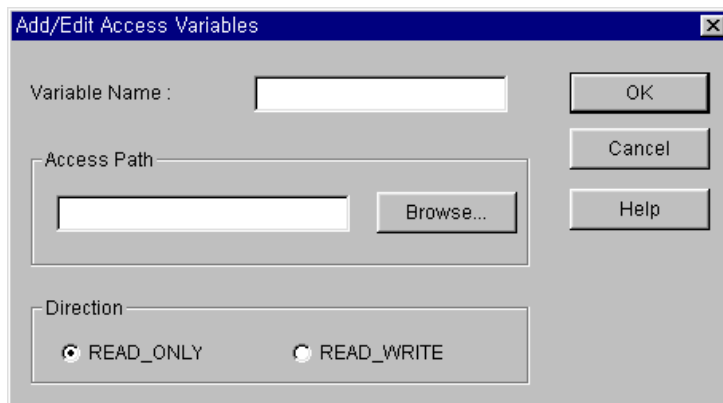 Add/Edit Access Variables
Variable Name :
OK
Cancel
Access Path
Browse...
Help
Direction
READ_ONLY
READ_WRITE